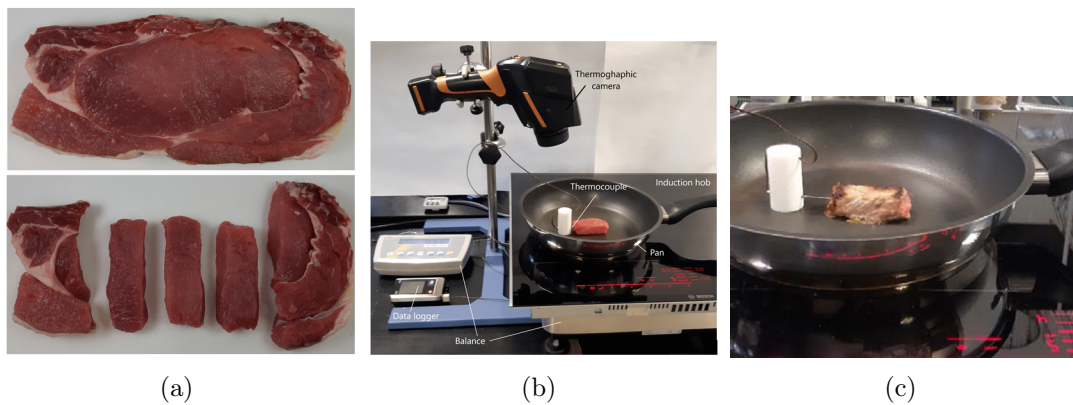 Thermoghaphic
camera
Thermocouple
Induction hob
Pan
Data logger
Balance
(a)
(b)
(c)